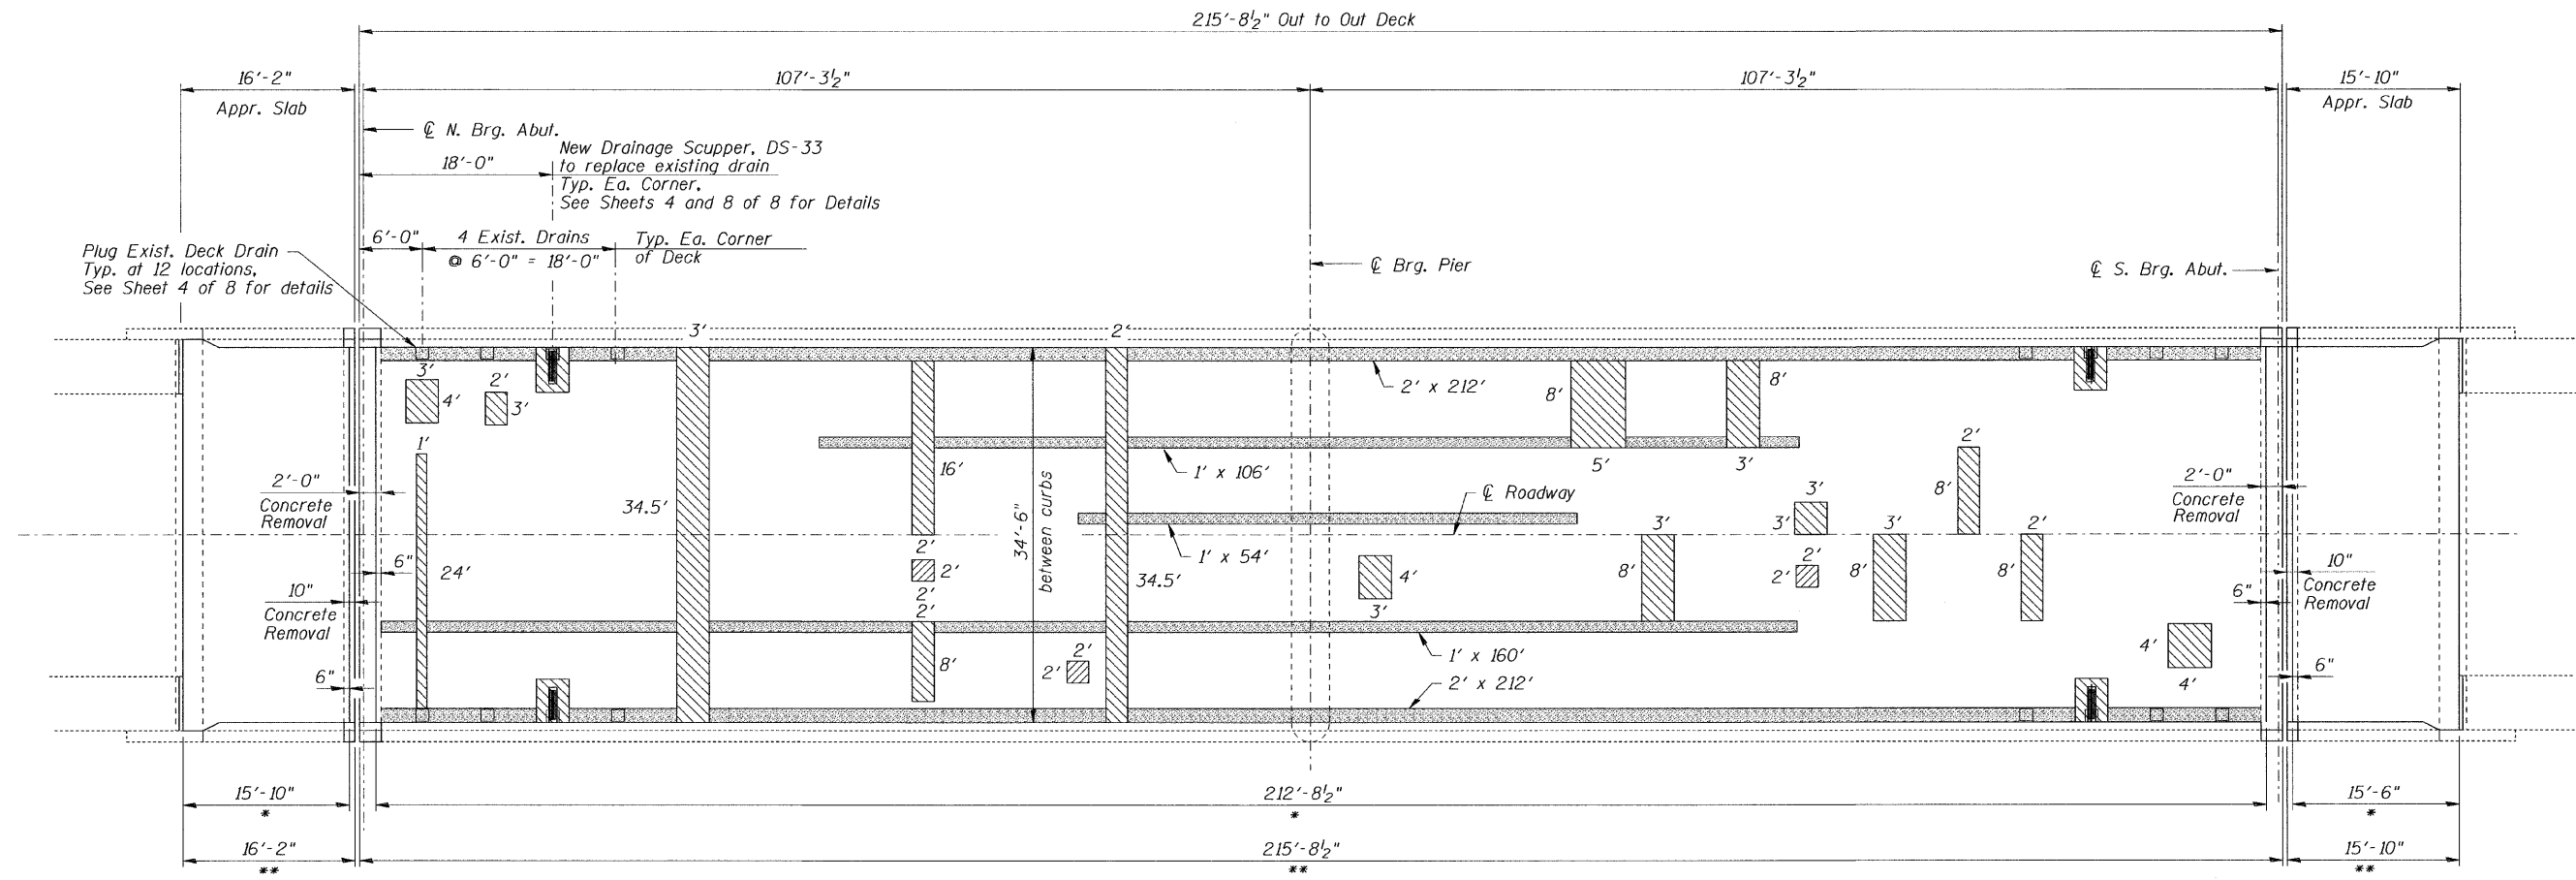 215'-8½" Out to Out Deck
16'-2"
107'-3½"
107'-3½"
15'-10"
Appr. Slab
Appr. Slab
℄ N. Brg. Abut.
18'-0"
New Drainage Scupper, DS-33
to replace existing drain
Typ. Ea. Corner,
See Sheets 4 and 8 of 8 for Details
6'-0"
4 Exist. Drains
@ 6'-0" = 18'-0"
Typ. Ea. Corner
of Deck
Plug Exist. Deck Drain
Typ. at 12 locations,
See Sheet 4 of 8 for details
℄ Brg. Pier
℄ S. Brg. Abut.
3'
2'
3'
4'
2'
3'
2' x 212'
8'
8'
1'
16'
1' x 106'
5'
3'
2'
2'-0"
Concrete
Removal
34.5'
34'-6"
between curbs
℄ Roadway
3'
3'
8'
2'-0"
Concrete
Removal
1' x 54'
3'
3'
2'
6"
24'
2'
2'
2'
2'
34.5'
4'
3'
8'
2'
2'
8'
8'
10"
Concrete
Removal
6"
10"
Concrete
Removal
8'
2'
2'
1' x 160'
2' x 212'
4'
4'
6"
6"
15'-10"
*
212'-8½"
*
15'-6"
*
16'-2"
**
215'-8½"
**
15'-10"
**